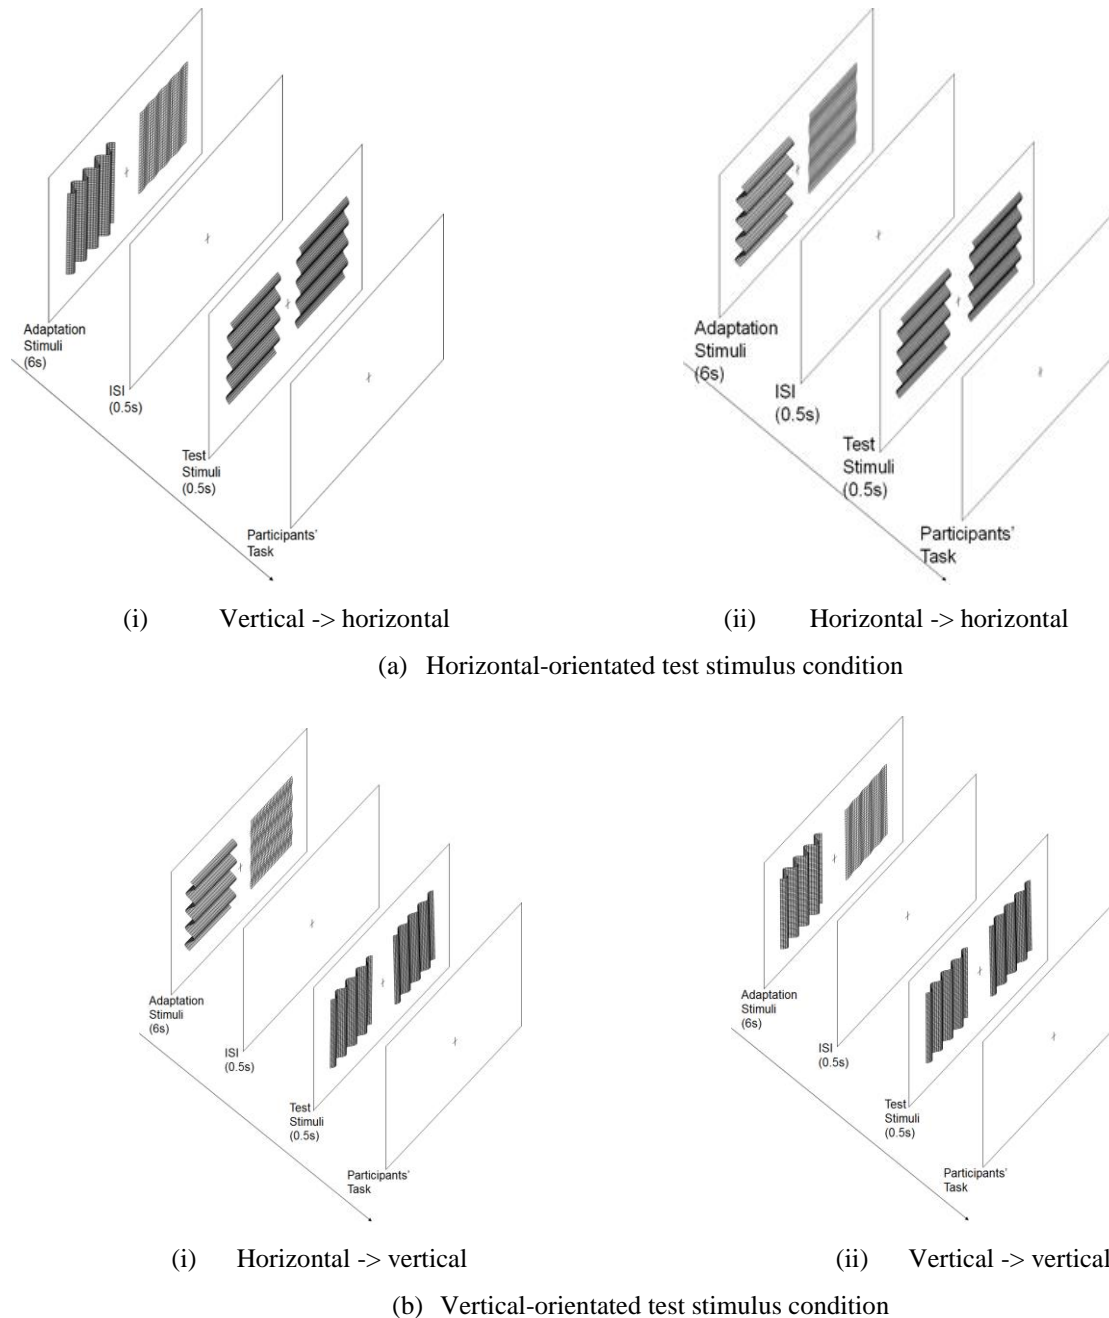 Adaptation
Stimuli
(6s)
ISI
(0.5s)
Test
Stimuli
(0.5s)
Participants'
Task
Adaptation
Stimuli
(6s)
ISI
(0.5s)
Test
Stimuli
(0.5s)
Participants'
Task
(i) Vertical -> horizontal
(ii) Horizontal -> horizontal
(a) Horizontal-orientated test stimulus condition
Adaptation
Stimuli
(6s)
ISI
(0.5s)
Test
Stimuli
(0.5s)
Participants'
Task
Adaptation
Stimuli
(6s)
ISI
(0.5s)
Test
Stimuli
(0.5s)
Participants'
Task
(i) Horizontal -> vertical
(ii) Vertical -> vertical
(b) Vertical-orientated test stimulus condition